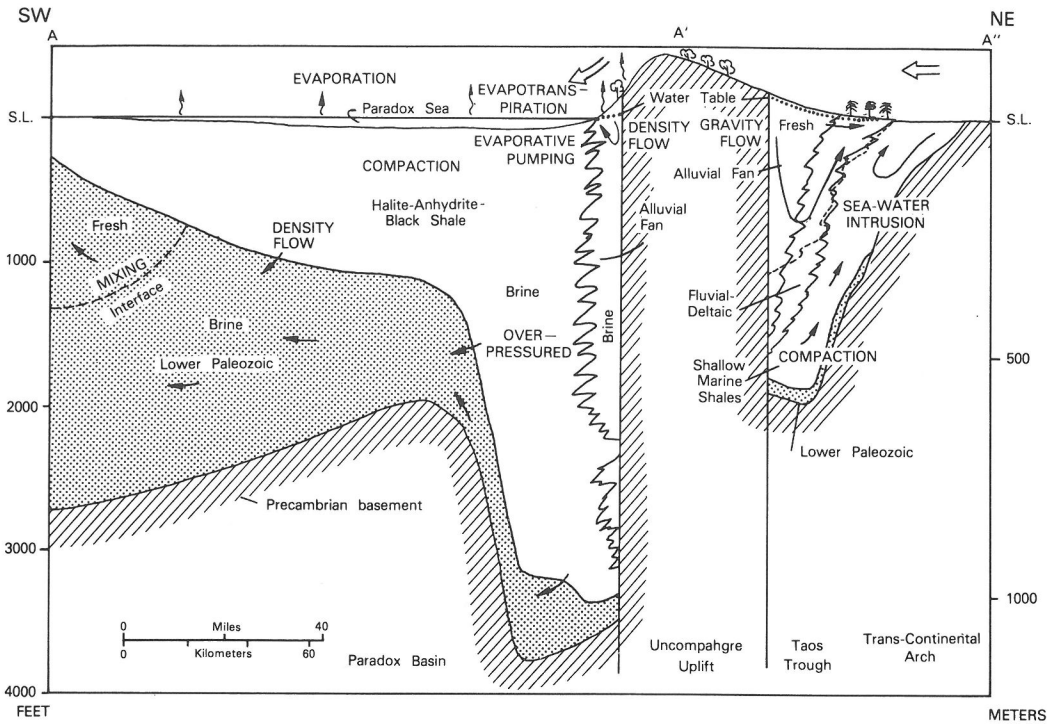 SW
NE
A
A'
A''
EVAPORATION
EVAPOTRANS–
PIRATION
Paradox Sea
Water Table
S.L.
S.L.
EVAPORATIVE
PUMPING
DENSITY
FLOW
GRAVITY
FLOW
Fresh
COMPACTION
Alluvial Fan
Halite-Anhydrite-
Black Shale
Alluvial
Fan
SEA-WATER
INTRUSION
Fresh
DENSITY
FLOW
1000
MIXING
Interface
Brine
Brine
Brine
Fluvial-
Deltaic
OVER–
PRESSURED
Lower Paleozoic
Shallow
Marine
Shales
COMPACTION
500
2000
Lower Paleozoic
Precambrian basement
3000
1000
0 Miles 40
0 Kilometers 60
Paradox Basin
Uncompahgre
Uplift
Taos
Trough
Trans-Continental
Arch
4000
FEET
METERS